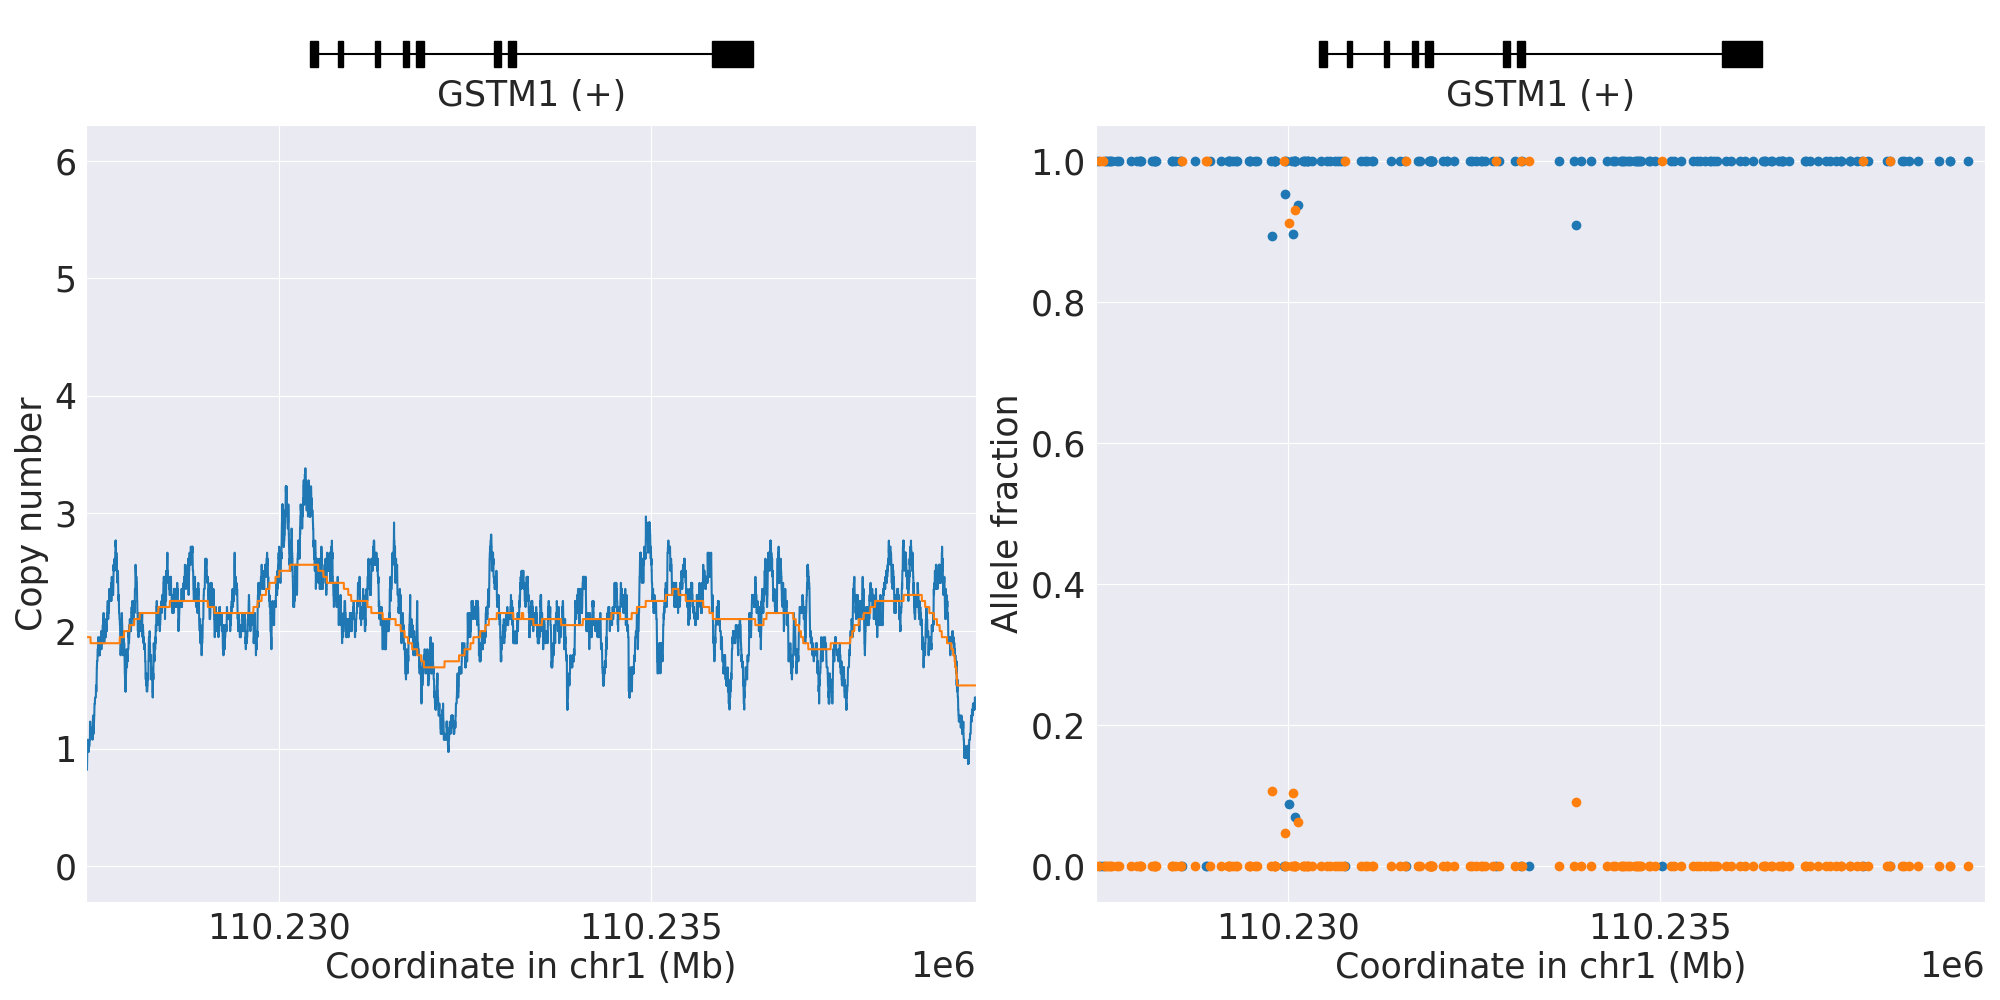 GSTM1 (+)
6
5
4
3
2
1
0
Copy number
110.230
110.235
Coordinate in chr1 (Mb)
1e6
GSTM1 (+)
1.0
0.8
0.6
0.4
0.2
0.0
Allele fraction
110.230
110.235
Coordinate in chr1 (Mb)
1e6